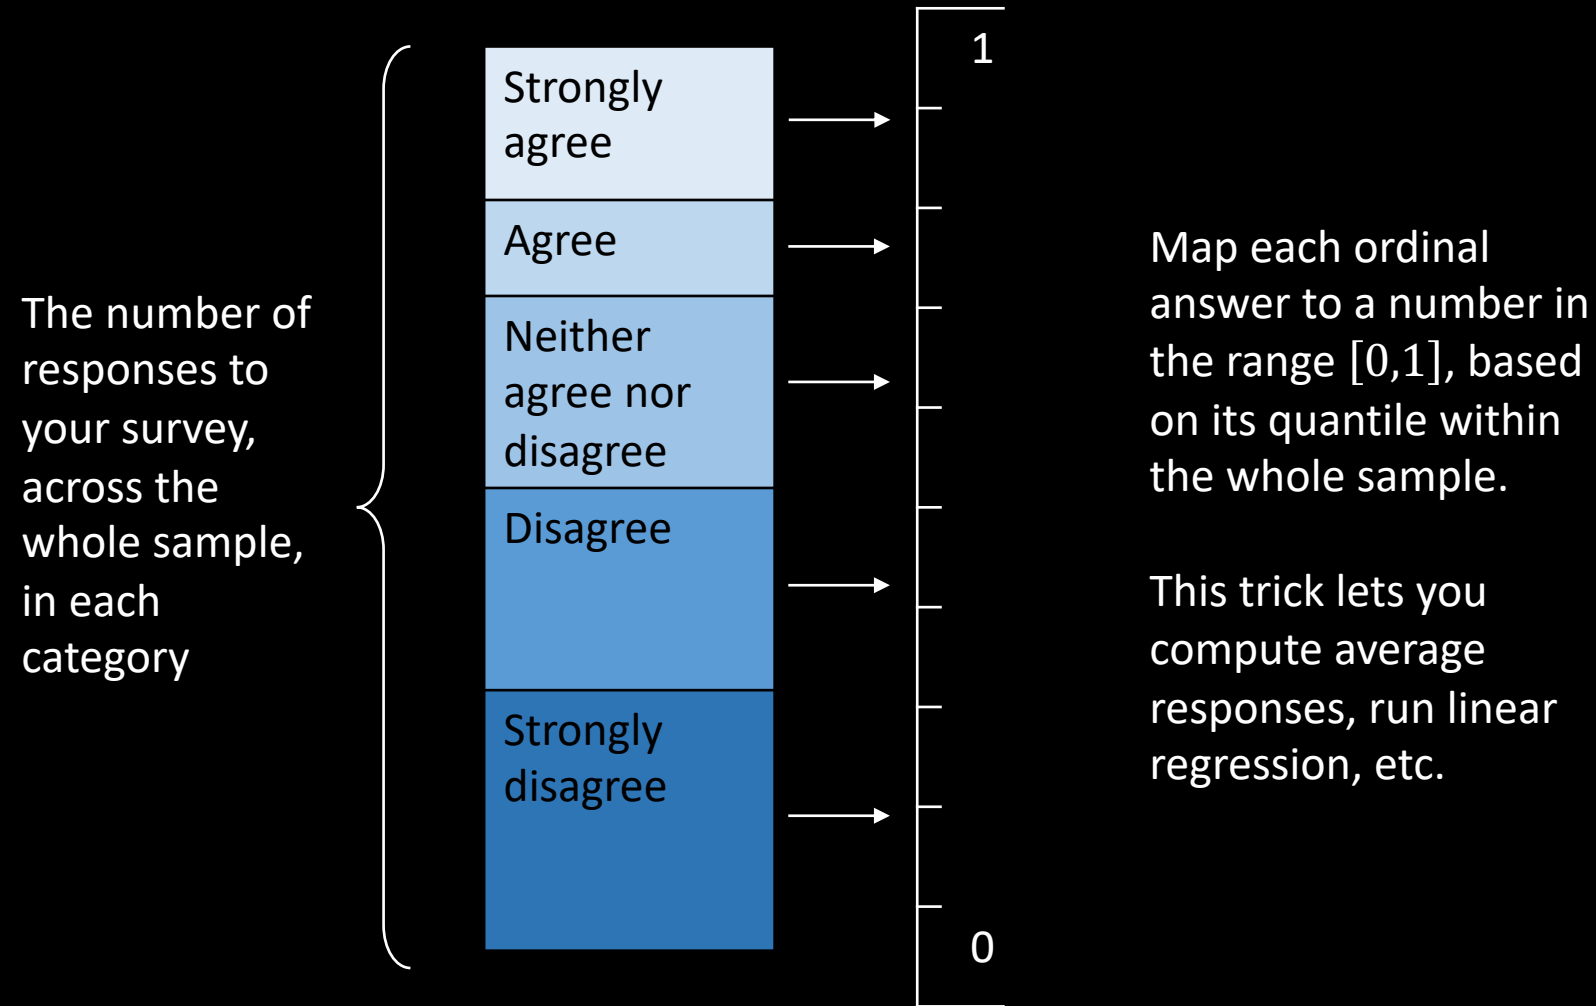 The number of
responses to
your survey,
across the
whole sample,
in each
category
Strongly
agree
Agree
Neither
agree nor
disagree
Disagree
Strongly
disagree
1
0
Map each ordinal
answer to a number in
the range [0,1], based
on its quantile within
the whole sample.
This trick lets you
compute average
responses, run linear
regression, etc.